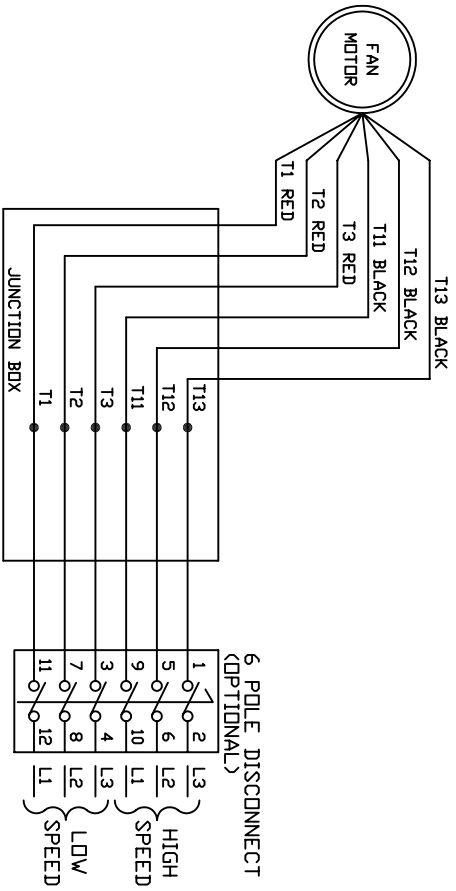 FAN
MOTOR
T1 RED
T2 RED
T3 RED
T11 BLACK
T12 BLACK
T13 BLACK
JUNCTION BOX
T1
T2
T3
T11
T12
T13
6 POLE DISCONNECT
(OPTIONAL)
1 2 L3
5 6 L2
9 10 L1
3 4 L3
7 8 L2
11 12 L1
HIGH
SPEED
LOW
SPEED